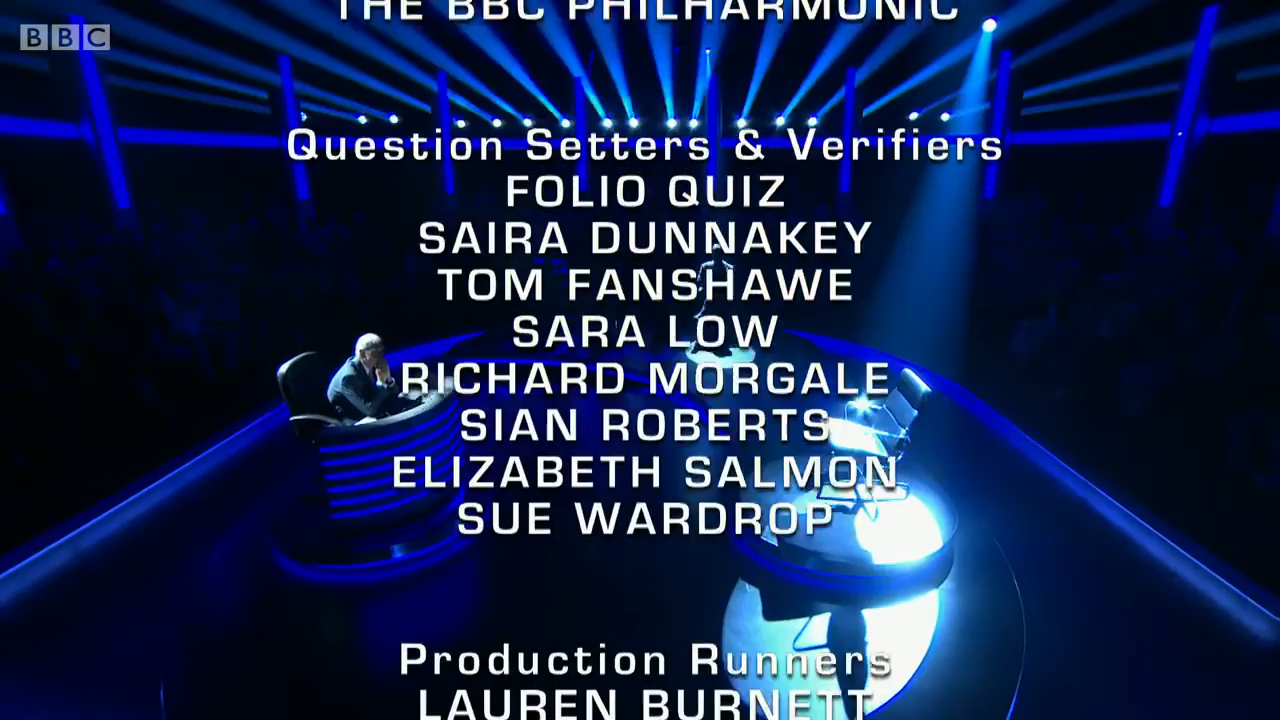 THE BBC PHILHARMONIC
BBC
Question Setters & Verifiers
FOLIO QUIZ
SAIRA DUNNAKEY
TOM FANSHAWE
SARA LOW
RICHARD MORGALE
SIAN ROBERTS
ELIZABETH SALMON
SUE WARDROP
Production Runners
LAUREN BURNETT